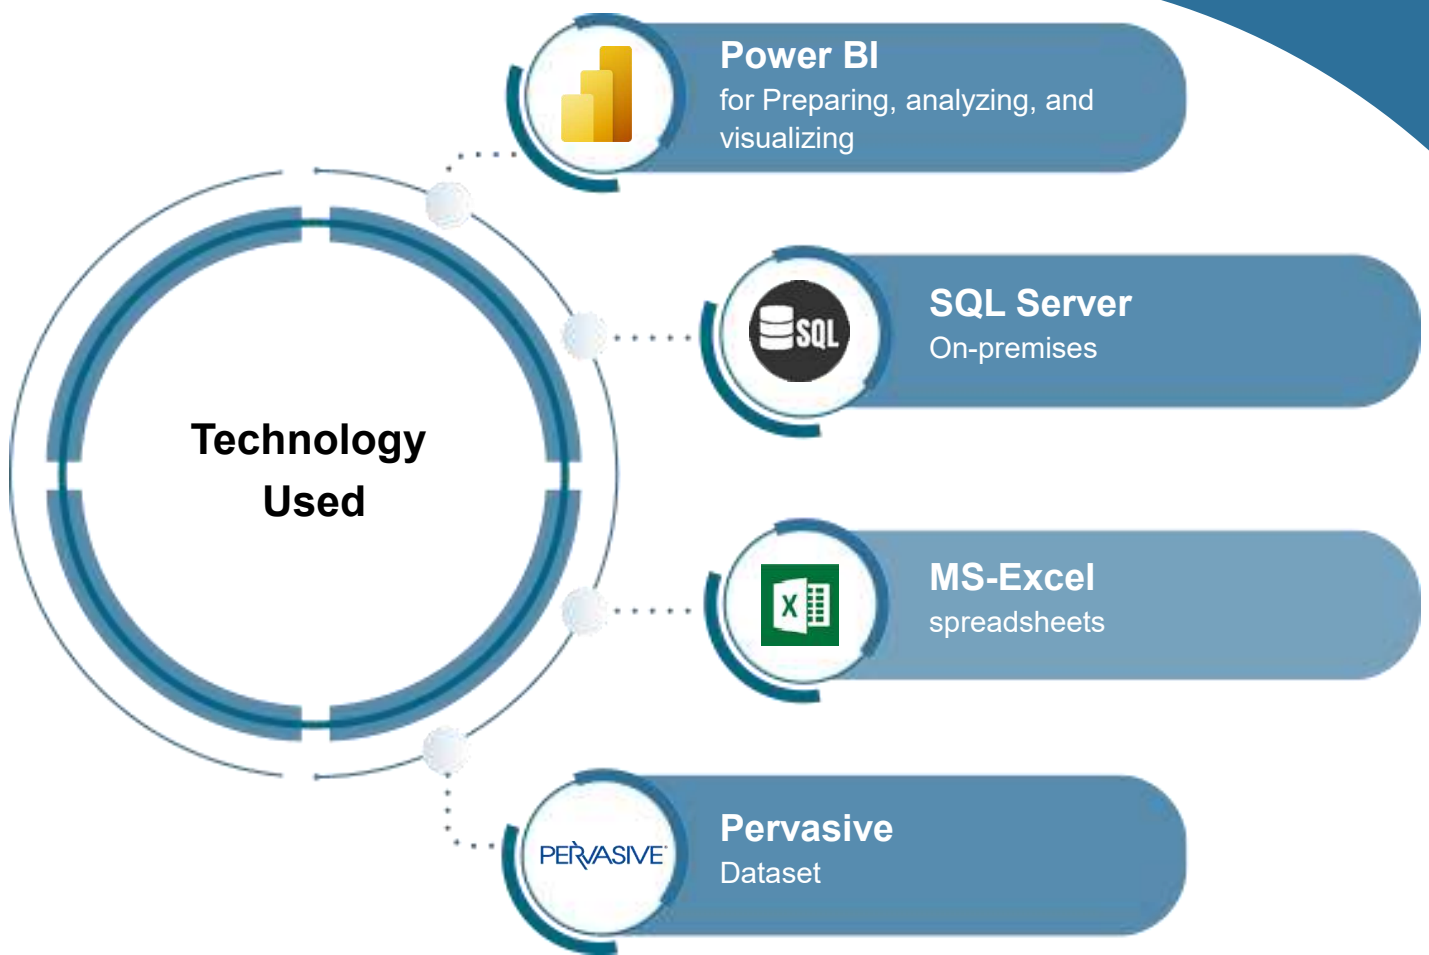 Power BI
for Preparing, analyzing, and
visualizing
SQL
SQL Server
On-premises
Technology
Used
X
MS-Excel
spreadsheets
PERVASIVE
Pervasive
Dataset